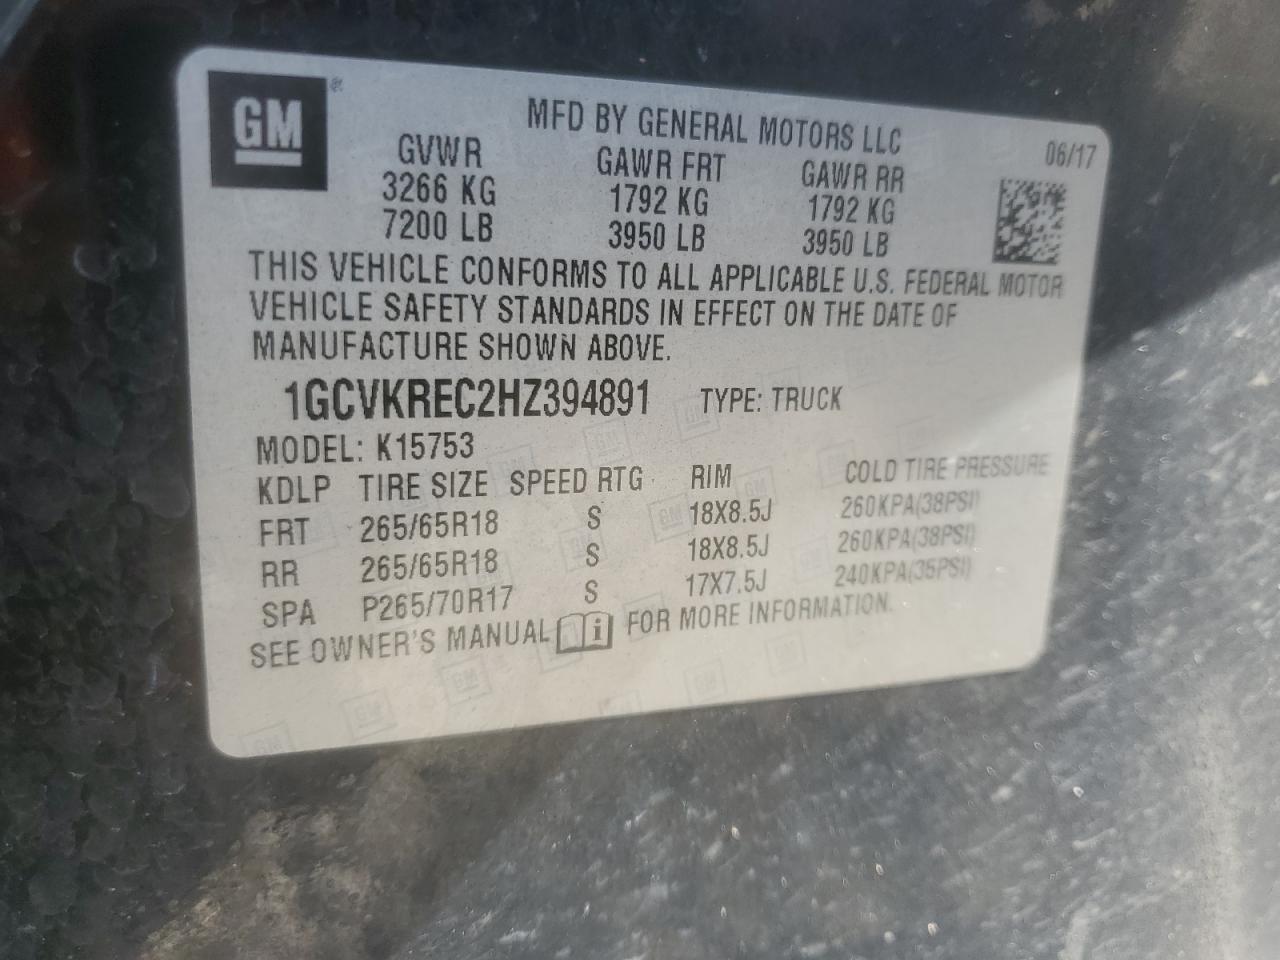 GM ®
MFD BY GENERAL MOTORS LLC
06/17
GVWR GAWR FRT GAWR RR
3266 KG 1792 KG 1792 KG
7200 LB 3950 LB 3950 LB
THIS VEHICLE CONFORMS TO ALL APPLICABLE U.S. FEDERAL MOTOR
VEHICLE SAFETY STANDARDS IN EFFECT ON THE DATE OF
MANUFACTURE SHOWN ABOVE.
1GCVKREC2HZ394891 TYPE: TRUCK
MODEL: K15753
KDLP TIRE SIZE SPEED RTG RIM COLD TIRE PRESSURE
FRT 265/65R18 S 18X8.5J 260KPA(38PSI)
RR 265/65R18 S 18X8.5J 260KPA(38PSI)
SPA P265/70R17 S 17X7.5J 240KPA(35PSI)
SEE OWNER'S MANUAL i FOR MORE INFORMATION.